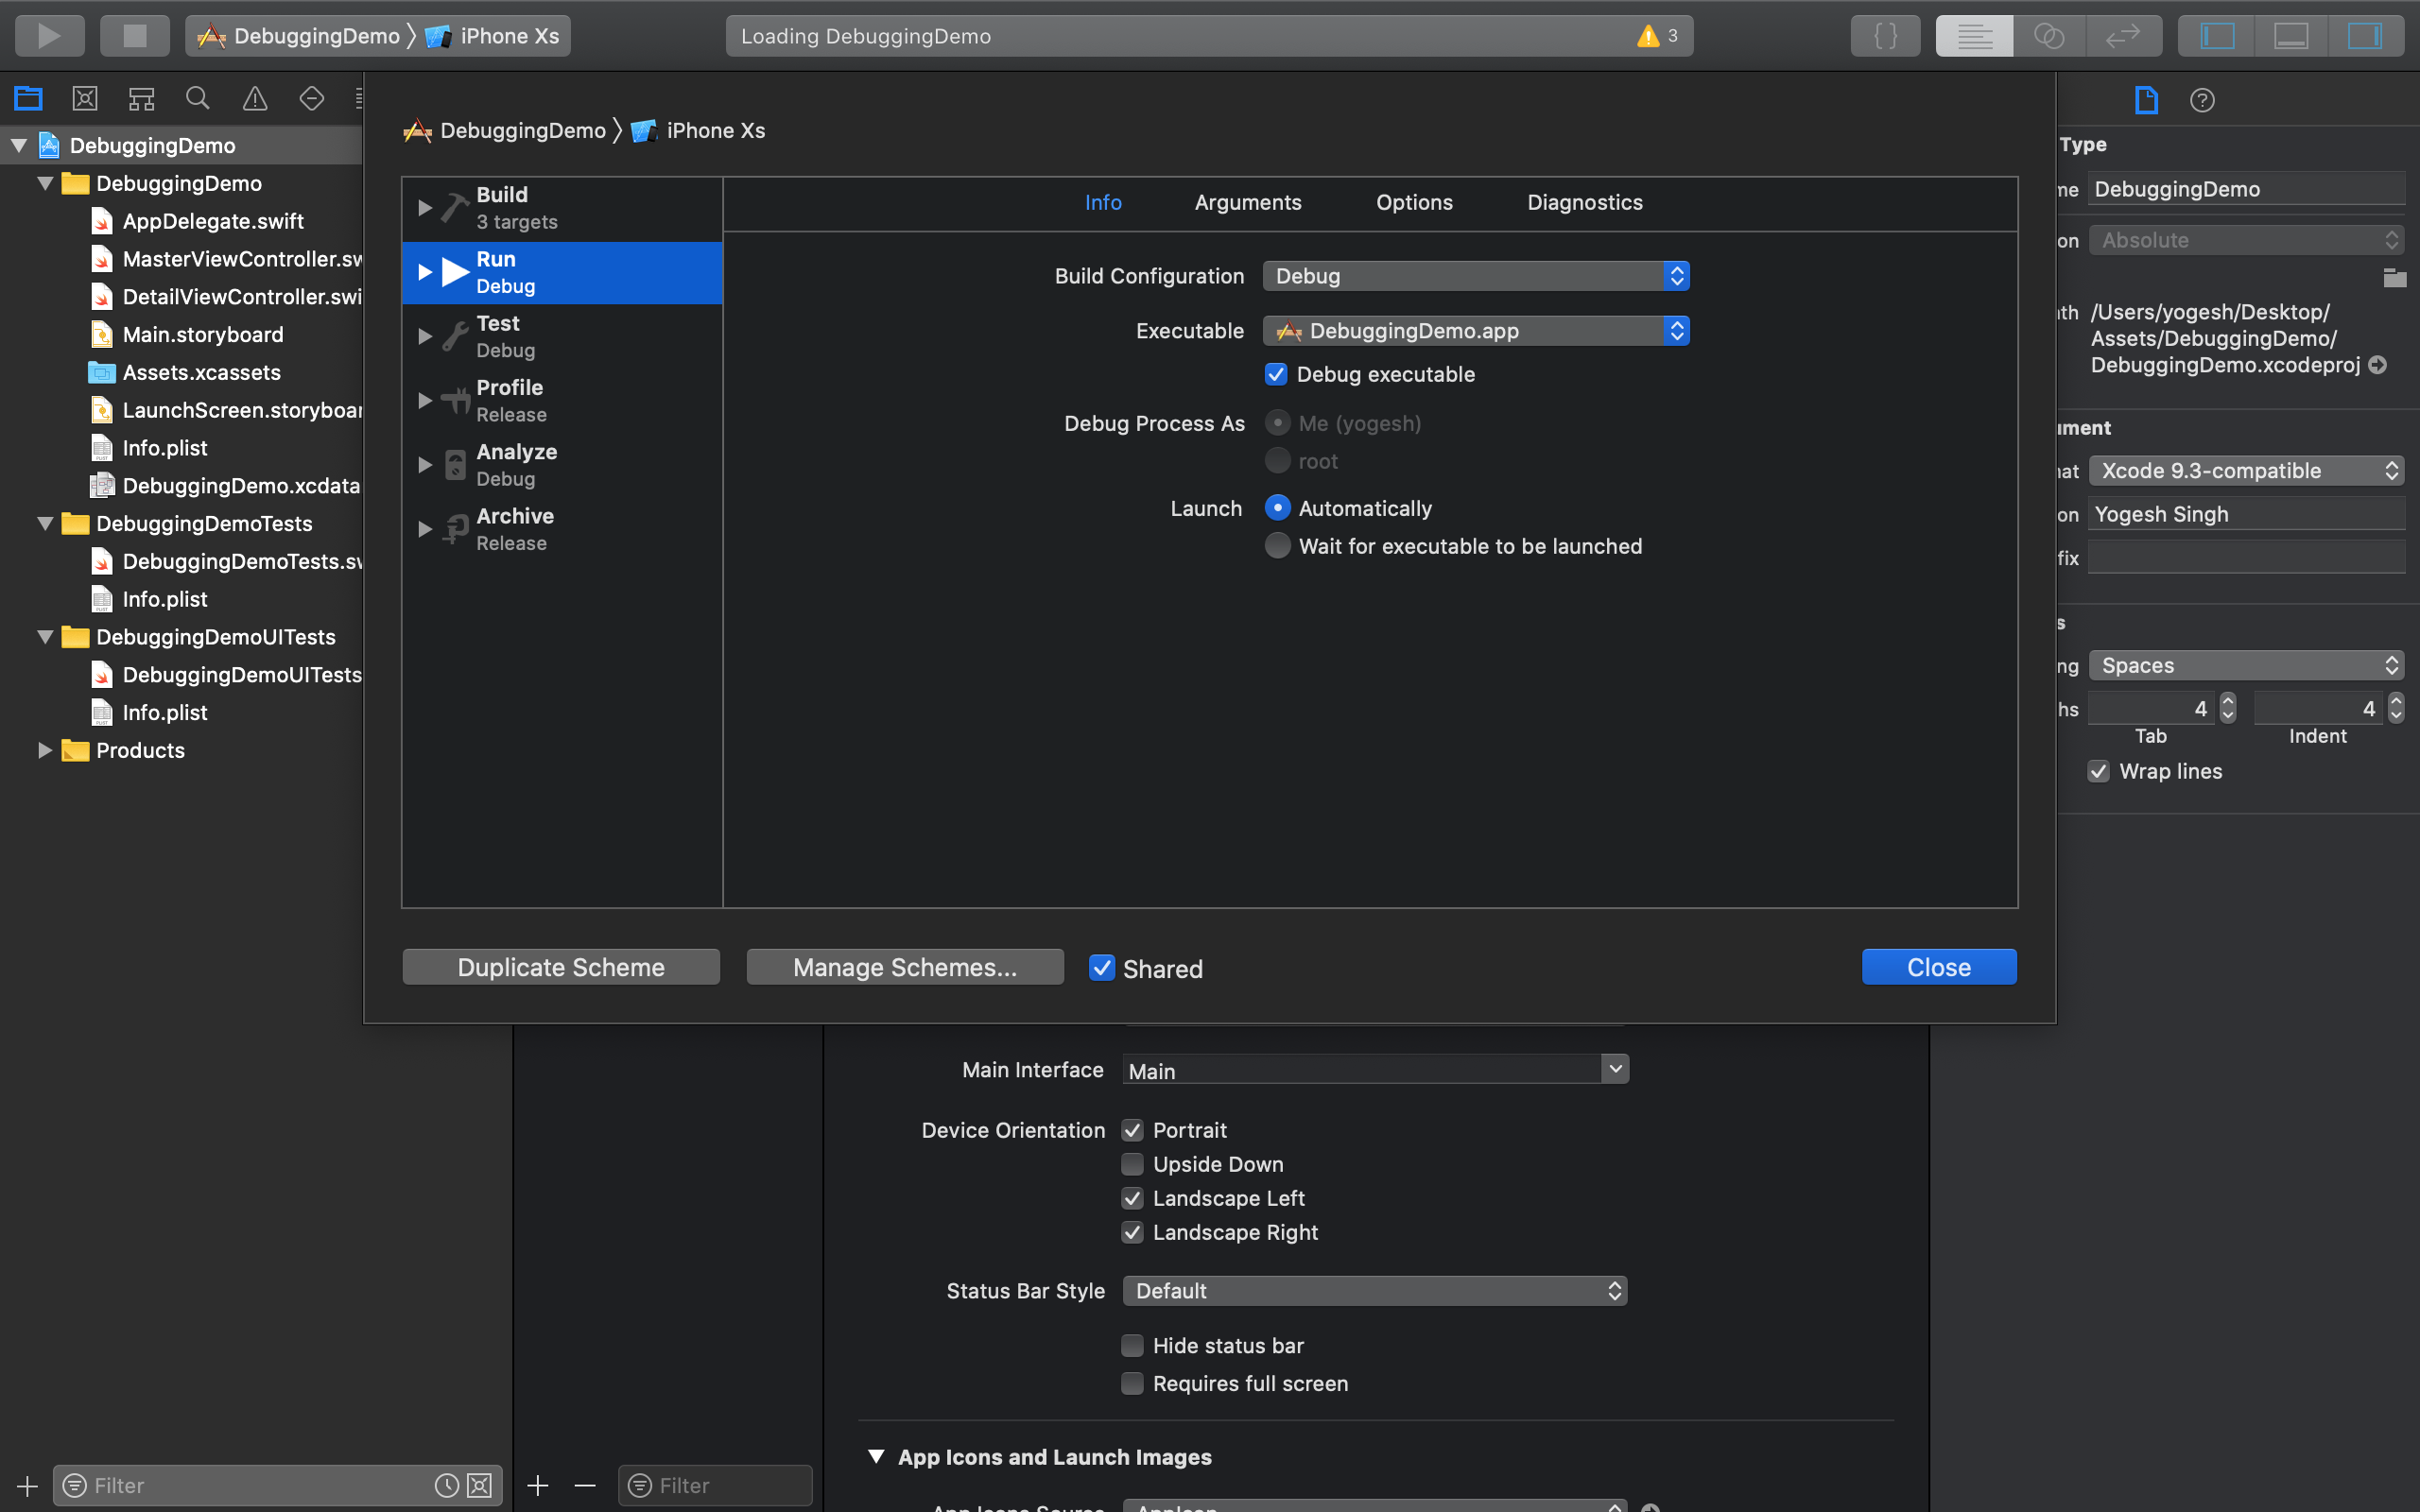 DebuggingDemo iPhone Xs
Loading DebuggingDemo
3
DebuggingDemo
DebuggingDemo
AppDelegate.swift
MasterViewController.sw
DetailViewController.swi
Main.storyboard
Assets.xcassets
LaunchScreen.storyboar
Info.plist
DebuggingDemo.xcdata
DebuggingDemoTests
DebuggingDemoTests.sw
Info.plist
DebuggingDemoUITests
DebuggingDemoUITests
Info.plist
Products
Filter
DebuggingDemo iPhone Xs
Build
3 targets
Run
Debug
Test
Debug
Profile
Release
Analyze
Debug
Archive
Release
Info Arguments Options Diagnostics
Build Configuration Debug
Executable DebuggingDemo.app
Debug executable
Debug Process As Me (yogesh)
root
Launch Automatically
Wait for executable to be launched
Duplicate Scheme Manage Schemes... Shared Close
Main Interface Main
Device Orientation Portrait
Upside Down
Landscape Left
Landscape Right
Status Bar Style Default
Hide status bar
Requires full screen
App Icons and Launch Images
Filter
Type
me DebuggingDemo
on Absolute
th /Users/yogesh/Desktop/
Assets/DebuggingDemo/
DebuggingDemo.xcodeproj
ument
at Xcode 9.3-compatible
on Yogesh Singh
fix
s
ng Spaces
hs 4 4
Tab Indent
Wrap lines